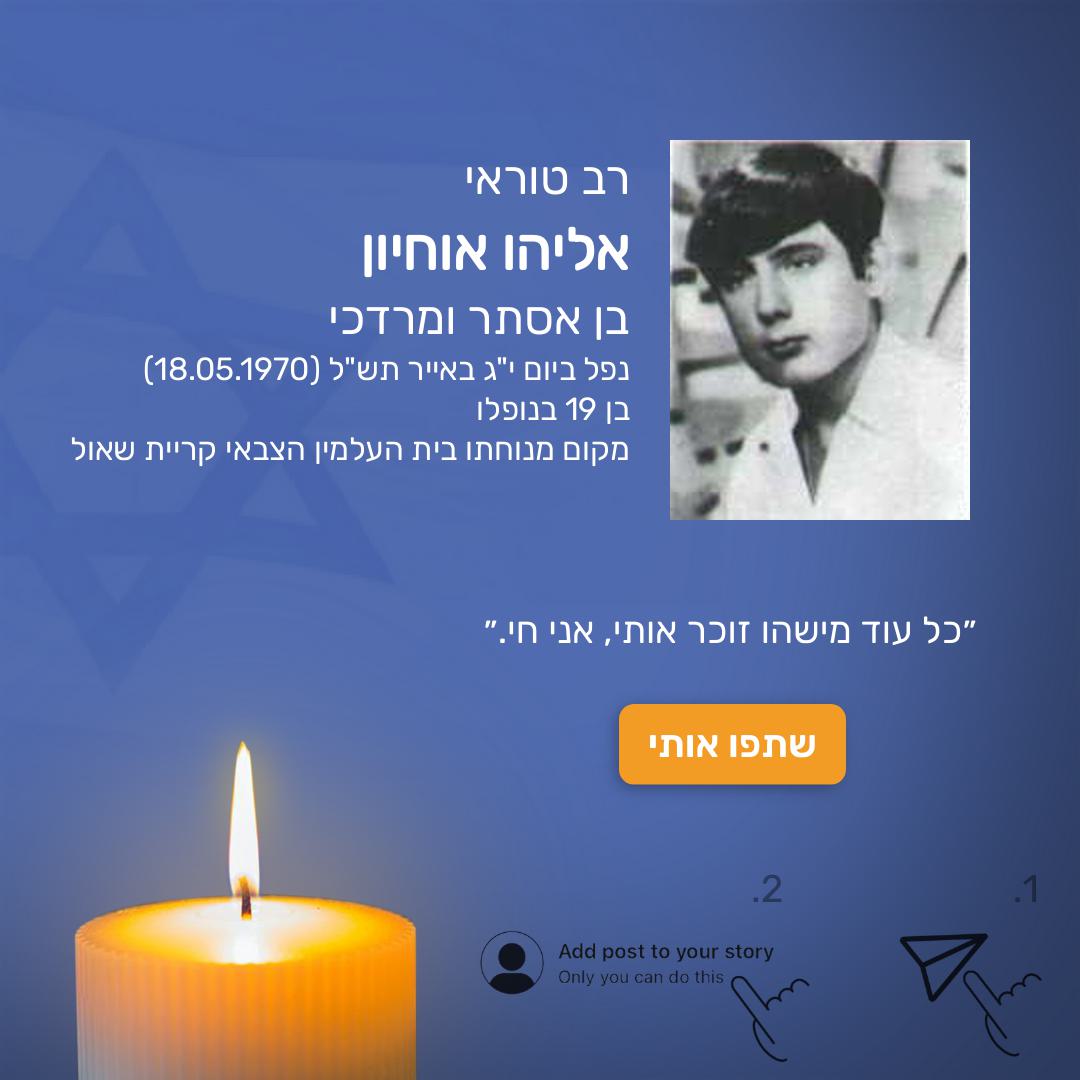 רב טוראי
אליהו אוחיון
בן אסתר ומרדכי
נפל ביום י"ג באייר תש"ל (18.05.1970)
בן 19 בנופלו
מקום מנוחתו בית העלמין הצבאי קריית שאול
״כל עוד מישהו זוכר אותי, אני חי.״
שתפו אותי
.1
.2
Add post to your story
Only you can do this